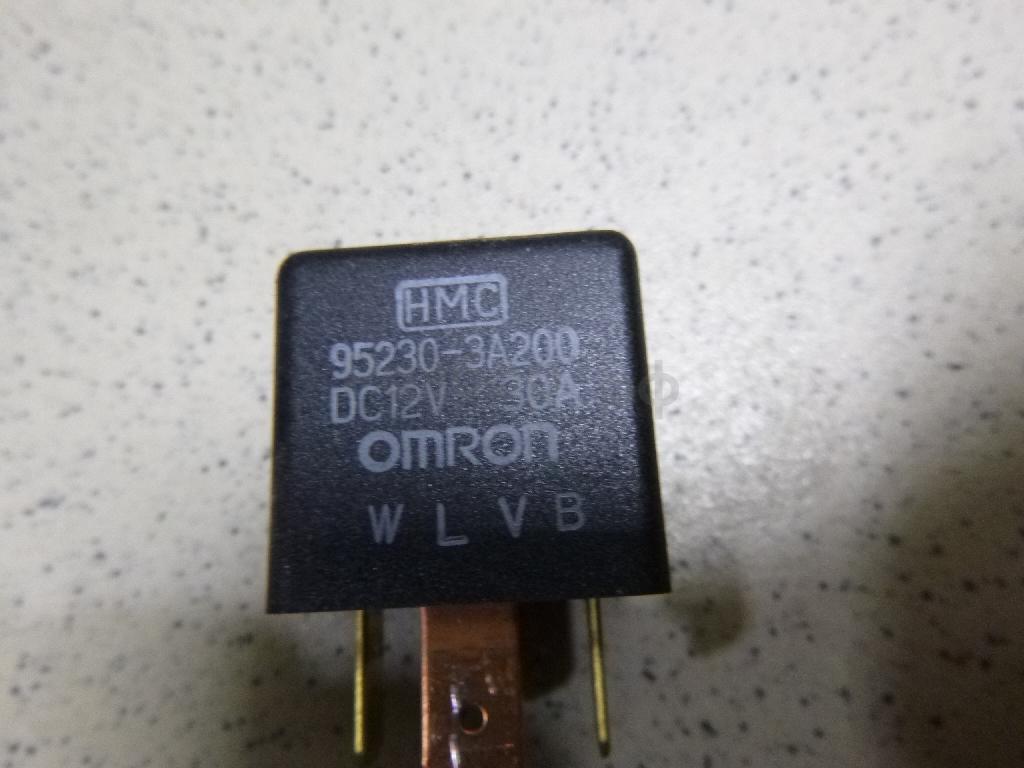 HMC
95230-3A200
DC12V 30A
omron
W L V B
ф